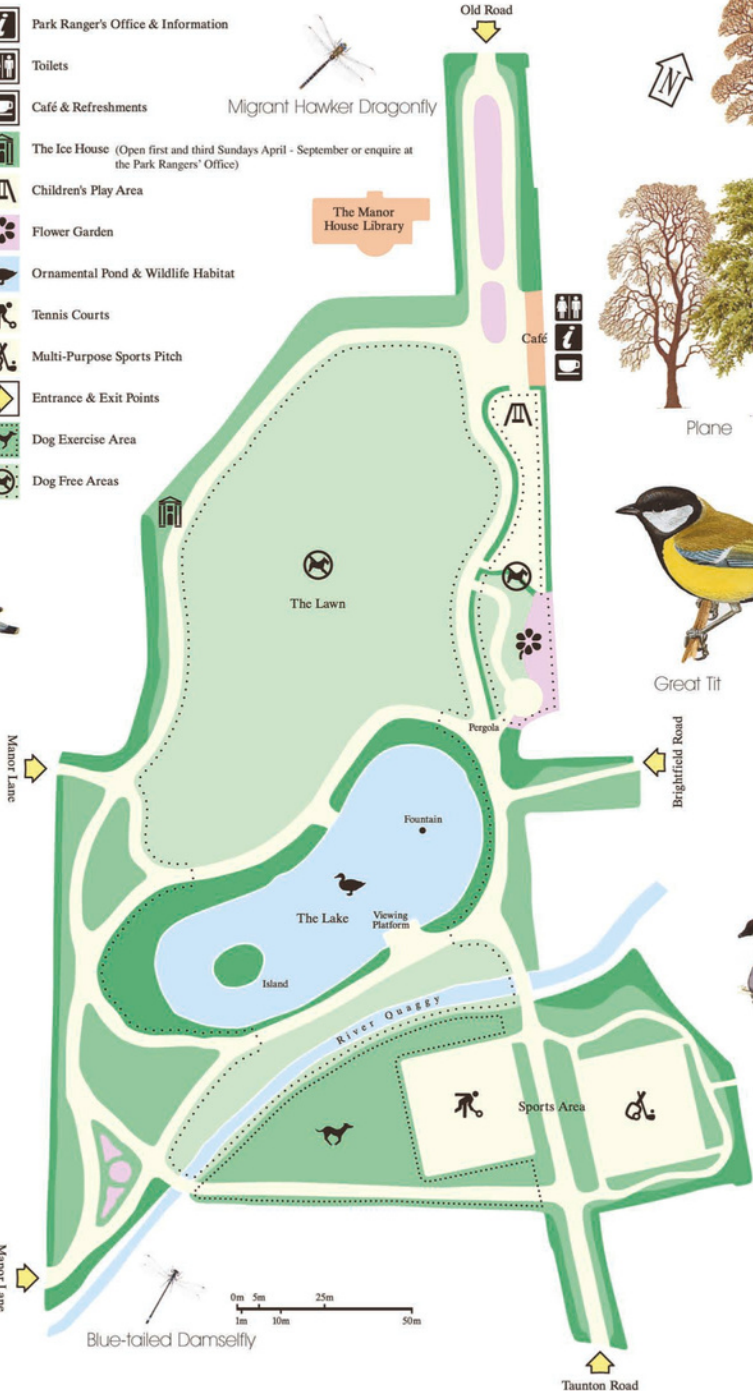 Old Road
Park Ranger's Office & Information
Toilets
Café & Refreshments
The Ice House (Open first and third Sundays April - September or enquire at
the Park Rangers' Office)
Children's Play Area
Flower Garden
Ornamental Pond & Wildlife Habitat
Tennis Courts
Multi-Purpose Sports Pitch
Entrance & Exit Points
Dog Exercise Area
Dog Free Areas
Migrant Hawker Dragonfly
N
The Manor
House Library
Café
Plane
The Lawn
Great Tit
Pergola
Manor Lane
Brightfield Road
Fountain
The Lake
Viewing
Platform
Island
River Quaggy
Sports Area
Manor Lane
Blue-tailed Damselfly
0m 5m 25m
1m 10m 50m
Taunton Road